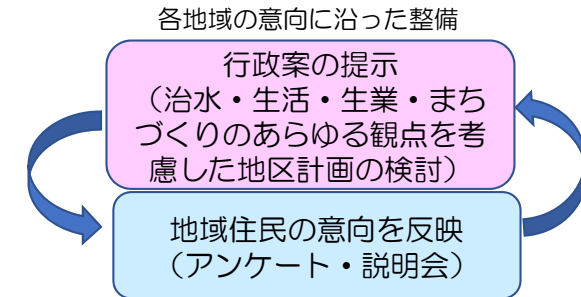 各地域の意向に沿った整備
行政案の提示
（治水・生活・生業・まち
づくりのあらゆる観点を考
慮した地区計画の検討）
地域住民の意向を反映
（アンケート・説明会）